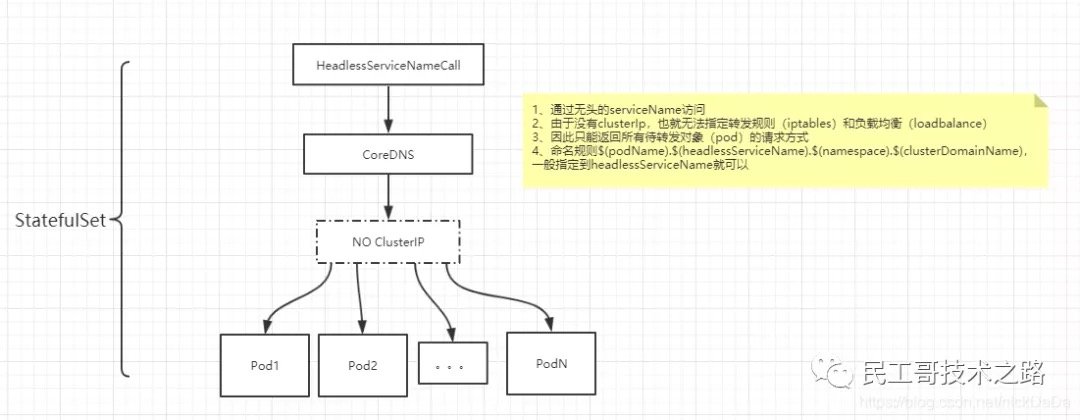 HeadlessServiceNameCall
1、通过无头的serviceName访问
2、由于没有clusterIp，也就无法指定转发规则（iptables）和负载均衡（loadbalance）
3、因此只能返回所有待转发对象（pod）的请求方式
4、命名规则$(podName).$(headlessServiceName).$(namespace).$(clusterDomainName)，
一般指定到headlessServiceName就可以
CoreDNS
StatefulSet
NO ClusterIP
Pod1
Pod2
。。。
PodN
民工哥技术之路
https://blog.csdn.net/nickDaDa